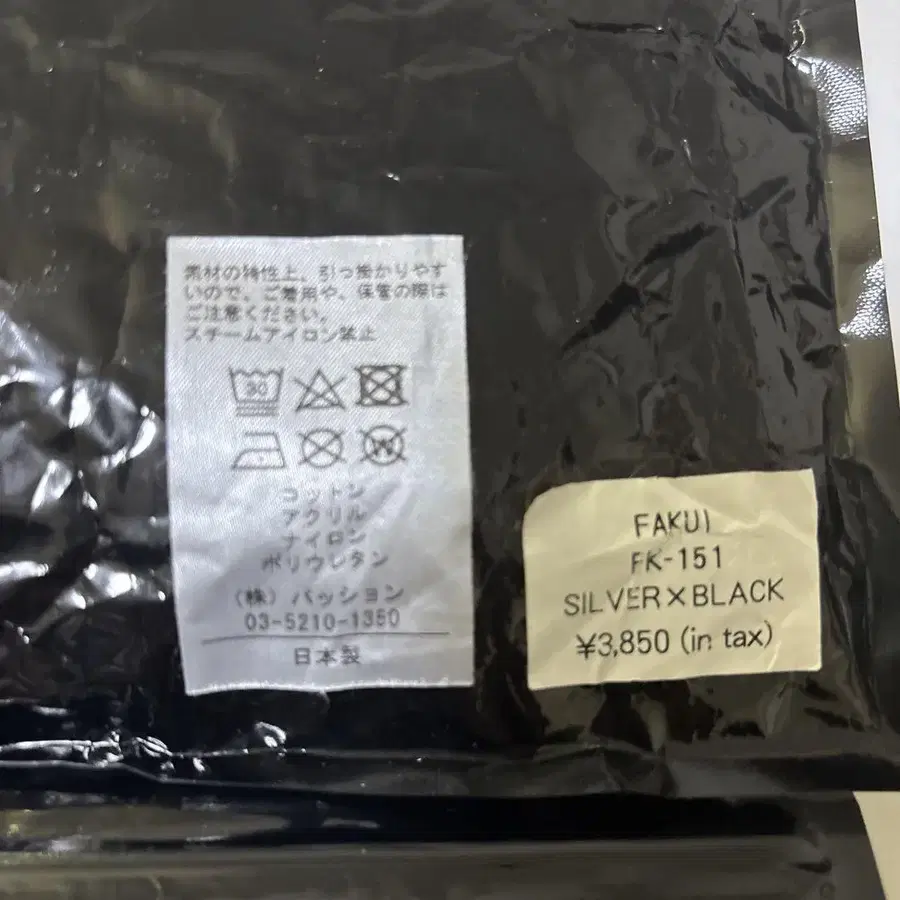 素材の特性上、引っ掛かりやす
いので、ご着用や、保管の際は
ご注意ください。
スチームアイロン禁止
30
W
コットン
アクリル
ナイロン
ポリウレタン
(株) パッション
03-5210-1350
日本製
FAKUI
FK-151
SILVER×BLACK
¥3,850 (in tax)